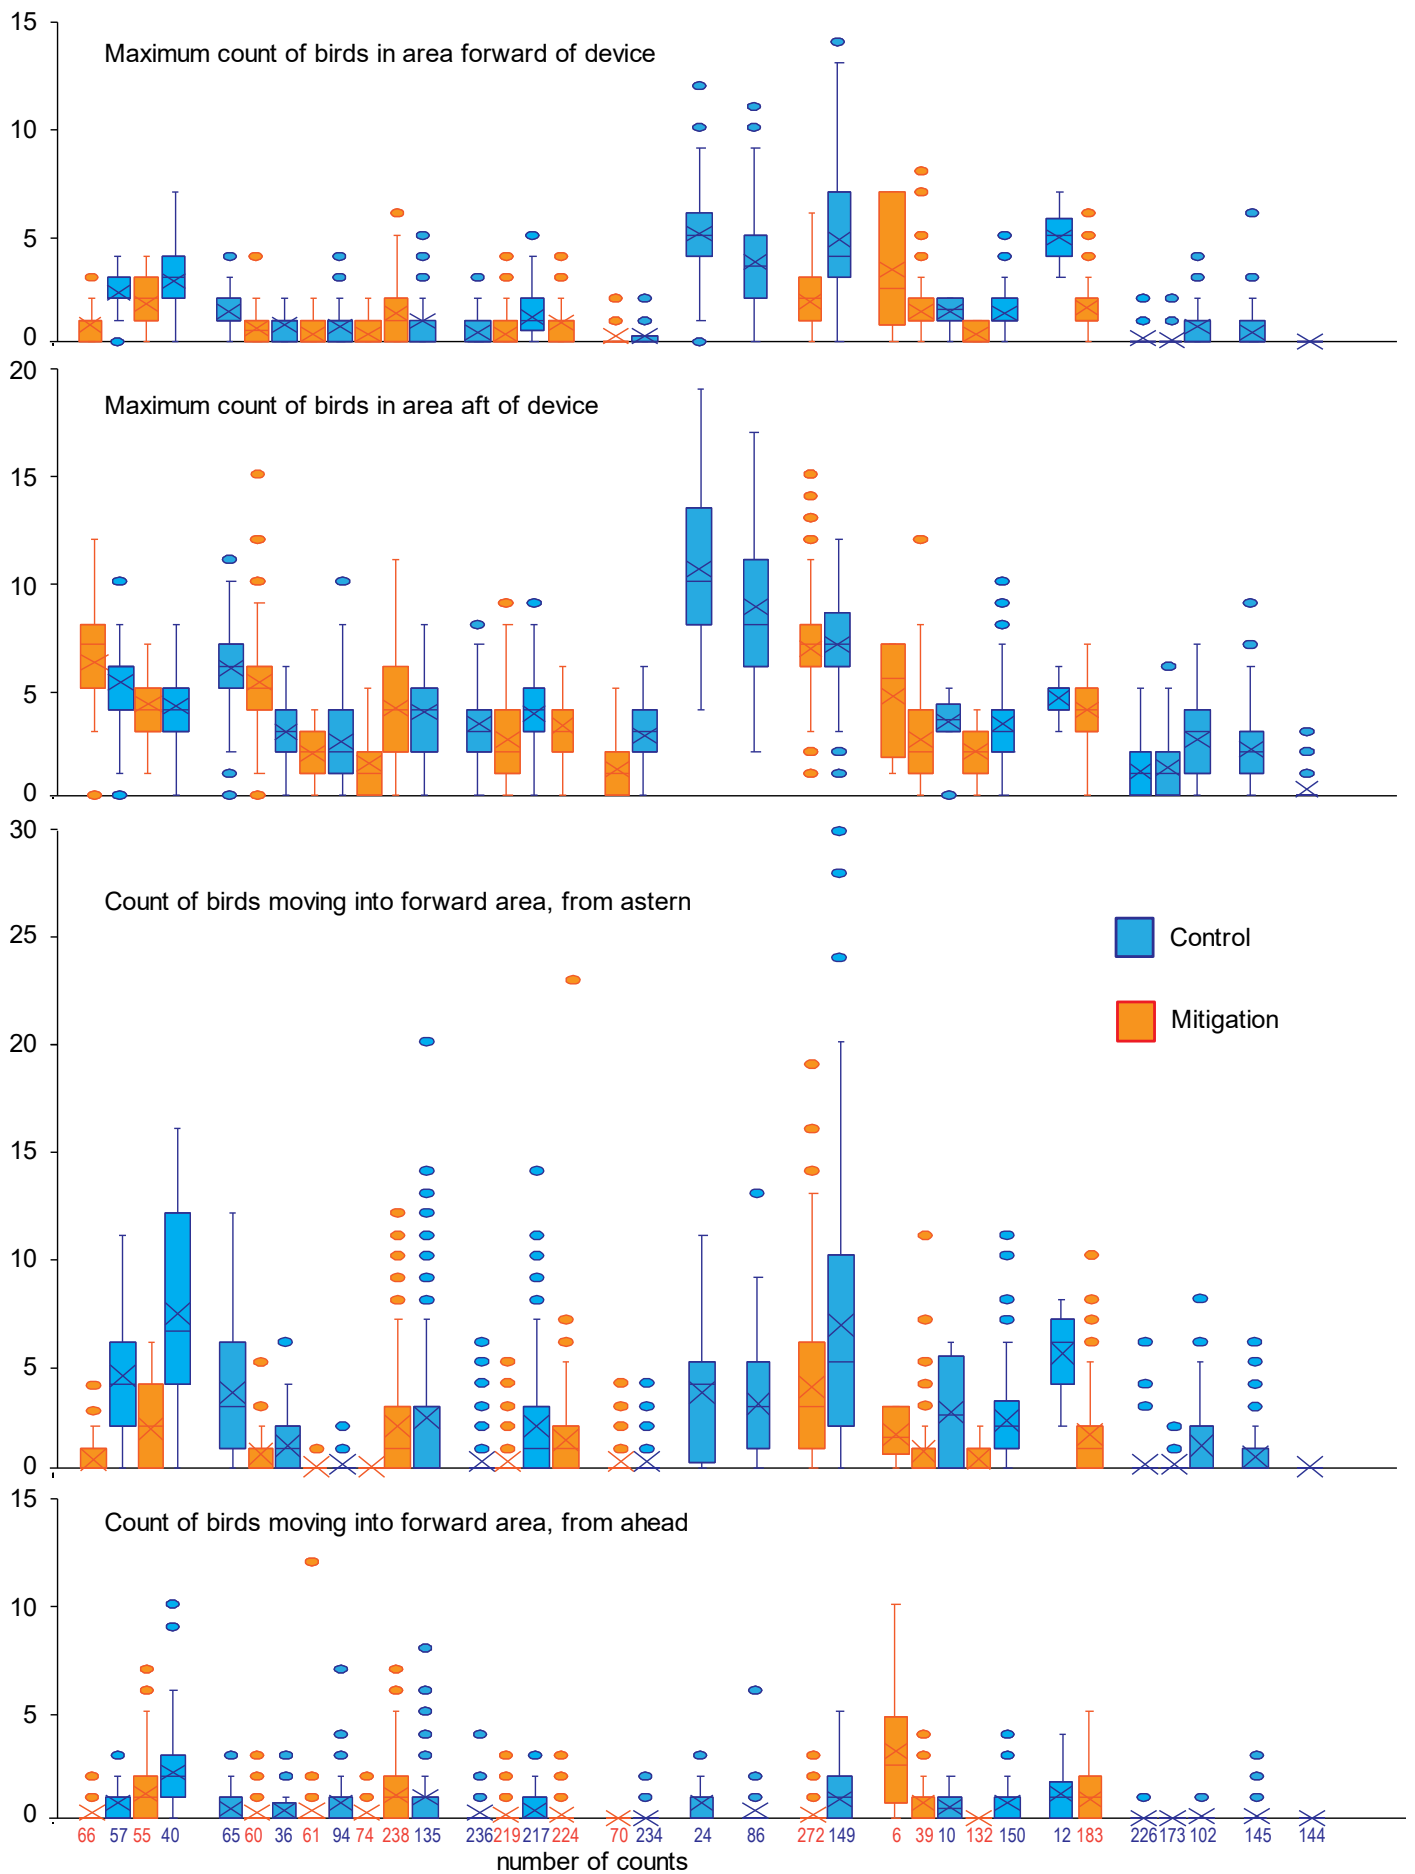 15
Maximum count of birds in area forward of device
10
5
0
20
Maximum count of birds in area aft of device
15
10
5
0
30
Count of birds moving into forward area, from astern
25
Control
Mitigation
20
15
10
5
0
15
Count of birds moving into forward area, from ahead
10
5
0
66 57 55 40 65 60 36 61 94 74 238 135 236 219 217 224 70 234 24 86 272 149 6 39 10 132 150 12 183 226 173 102 145 144
number of counts